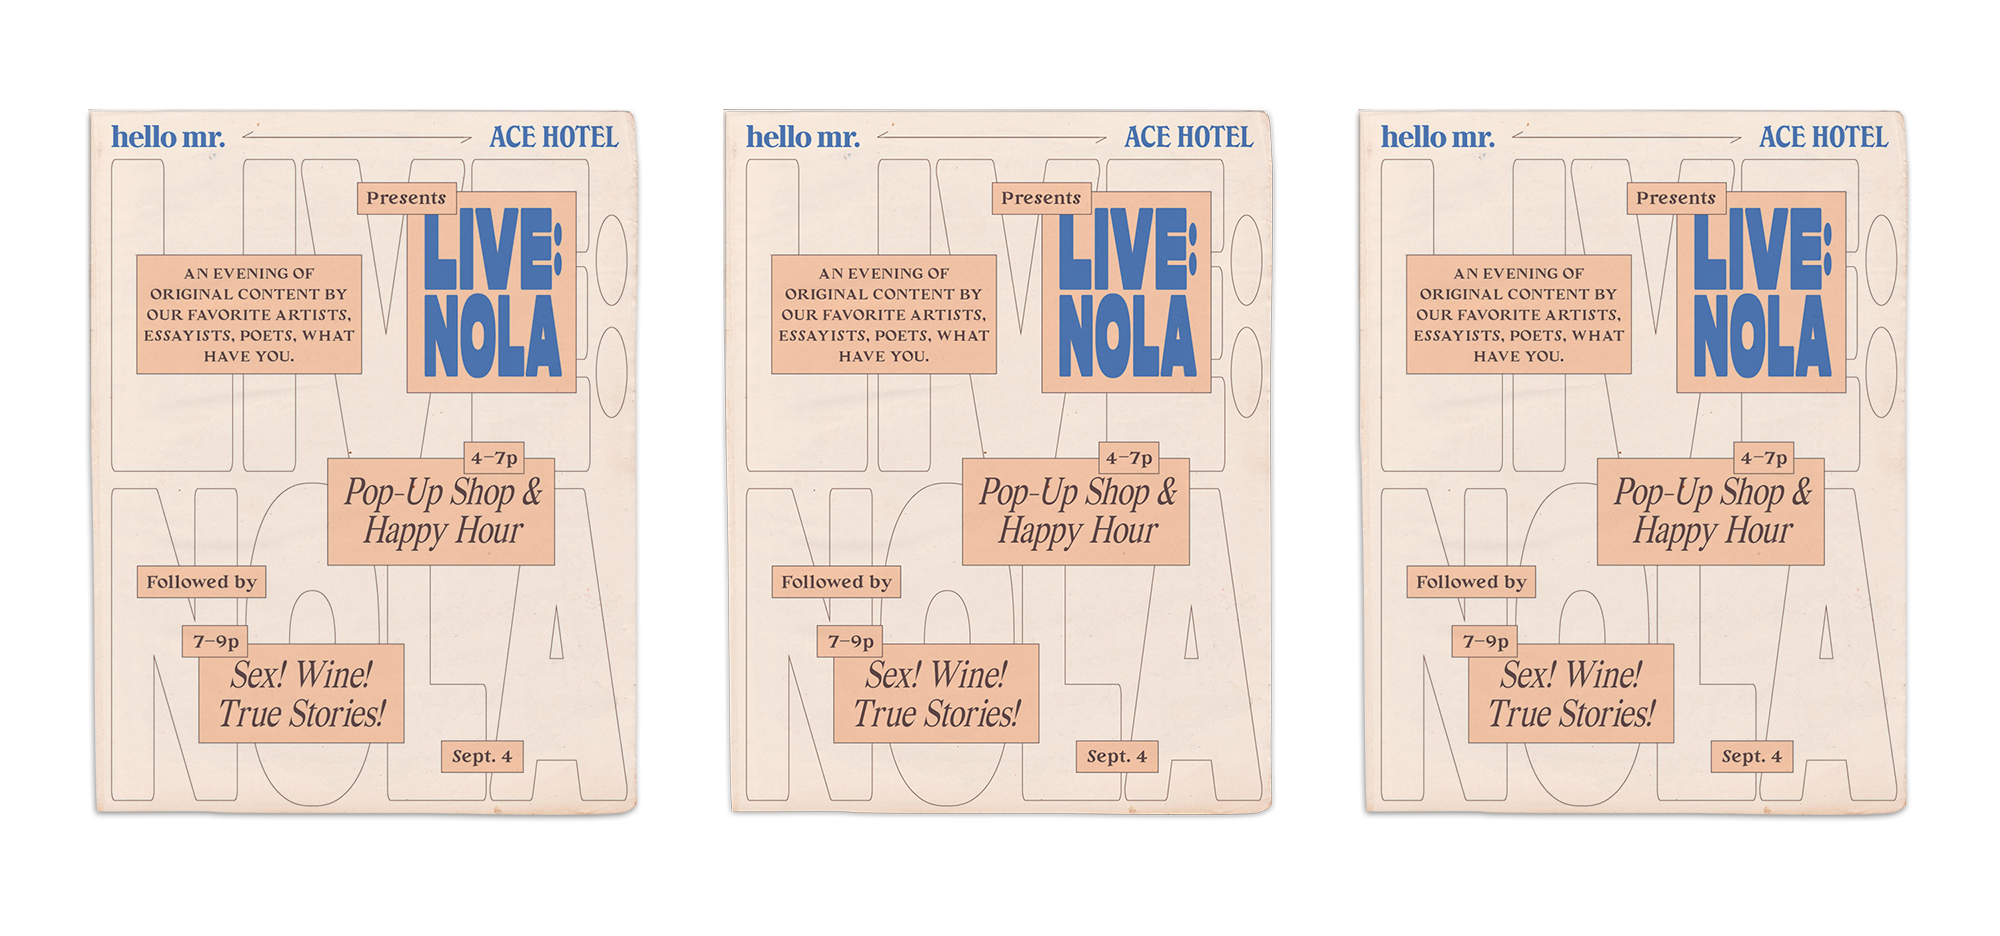 hello mr.
ACE HOTEL
Presents
LIVE:
NOLA
AN EVENING OF
ORIGINAL CONTENT BY
OUR FAVORITE ARTISTS,
ESSAYISTS, POETS, WHAT
HAVE YOU.
LIVE:
4–7p
Pop-Up Shop &
Happy Hour
Followed by
7–9p
Sex! Wine!
True Stories!
Sept. 4
NOLA
hello mr.
ACE HOTEL
Presents
LIVE:
NOLA
AN EVENING OF
ORIGINAL CONTENT BY
OUR FAVORITE ARTISTS,
ESSAYISTS, POETS, WHAT
HAVE YOU.
LIVE:
4–7p
Pop-Up Shop &
Happy Hour
Followed by
7–9p
Sex! Wine!
True Stories!
Sept. 4
NOLA
hello mr.
ACE HOTEL
Presents
LIVE:
NOLA
AN EVENING OF
ORIGINAL CONTENT BY
OUR FAVORITE ARTISTS,
ESSAYISTS, POETS, WHAT
HAVE YOU.
LIVE:
4–7p
Pop-Up Shop &
Happy Hour
Followed by
7–9p
Sex! Wine!
True Stories!
Sept. 4
NOLA